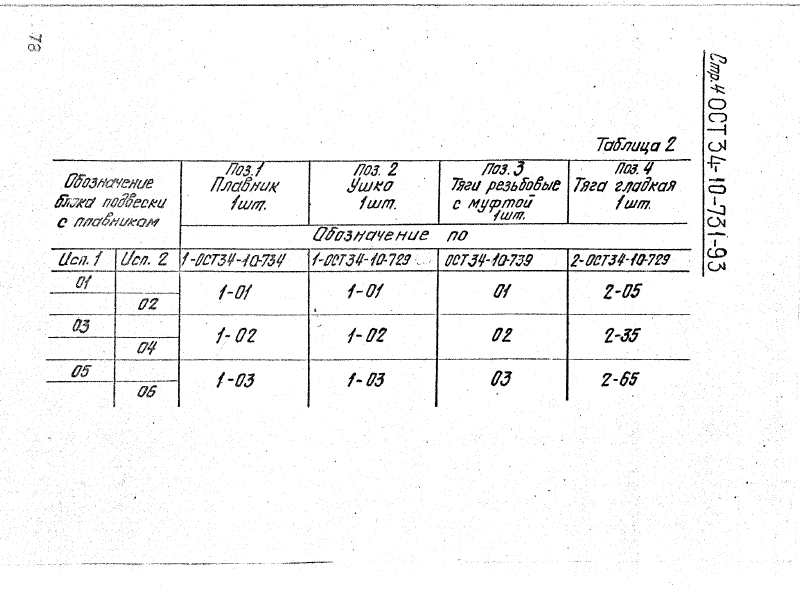 78
Стр. 4 ОСТ 34-10-731-93
Таблица 2
Обозначение
блока подвески
с плавником
Поз. 1
Плавник
1шт.
Поз. 2
Ушко
1шт.
Поз. 3
Тяги резьбовые
с муфтой
1шт.
Поз. 4
Тяга гладкая
1шт.
Обозначение по
Исп. 1 Исп. 2 1-ОСТ34-10-734 1-ОСТ34-10-729 ОСТ34-10-739 2-ОСТ34-10-729
01
02 1-01 1-01 01 2-05
03
04 1-02 1-02 02 2-35
05
06 1-03 1-03 03 2-65